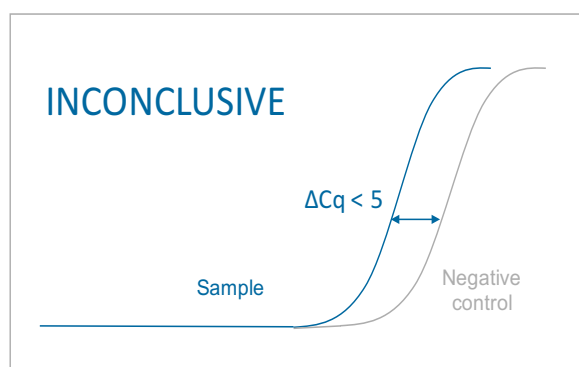 INCONCLUSIVE
ΔCq < 5
Sample
Negative
control